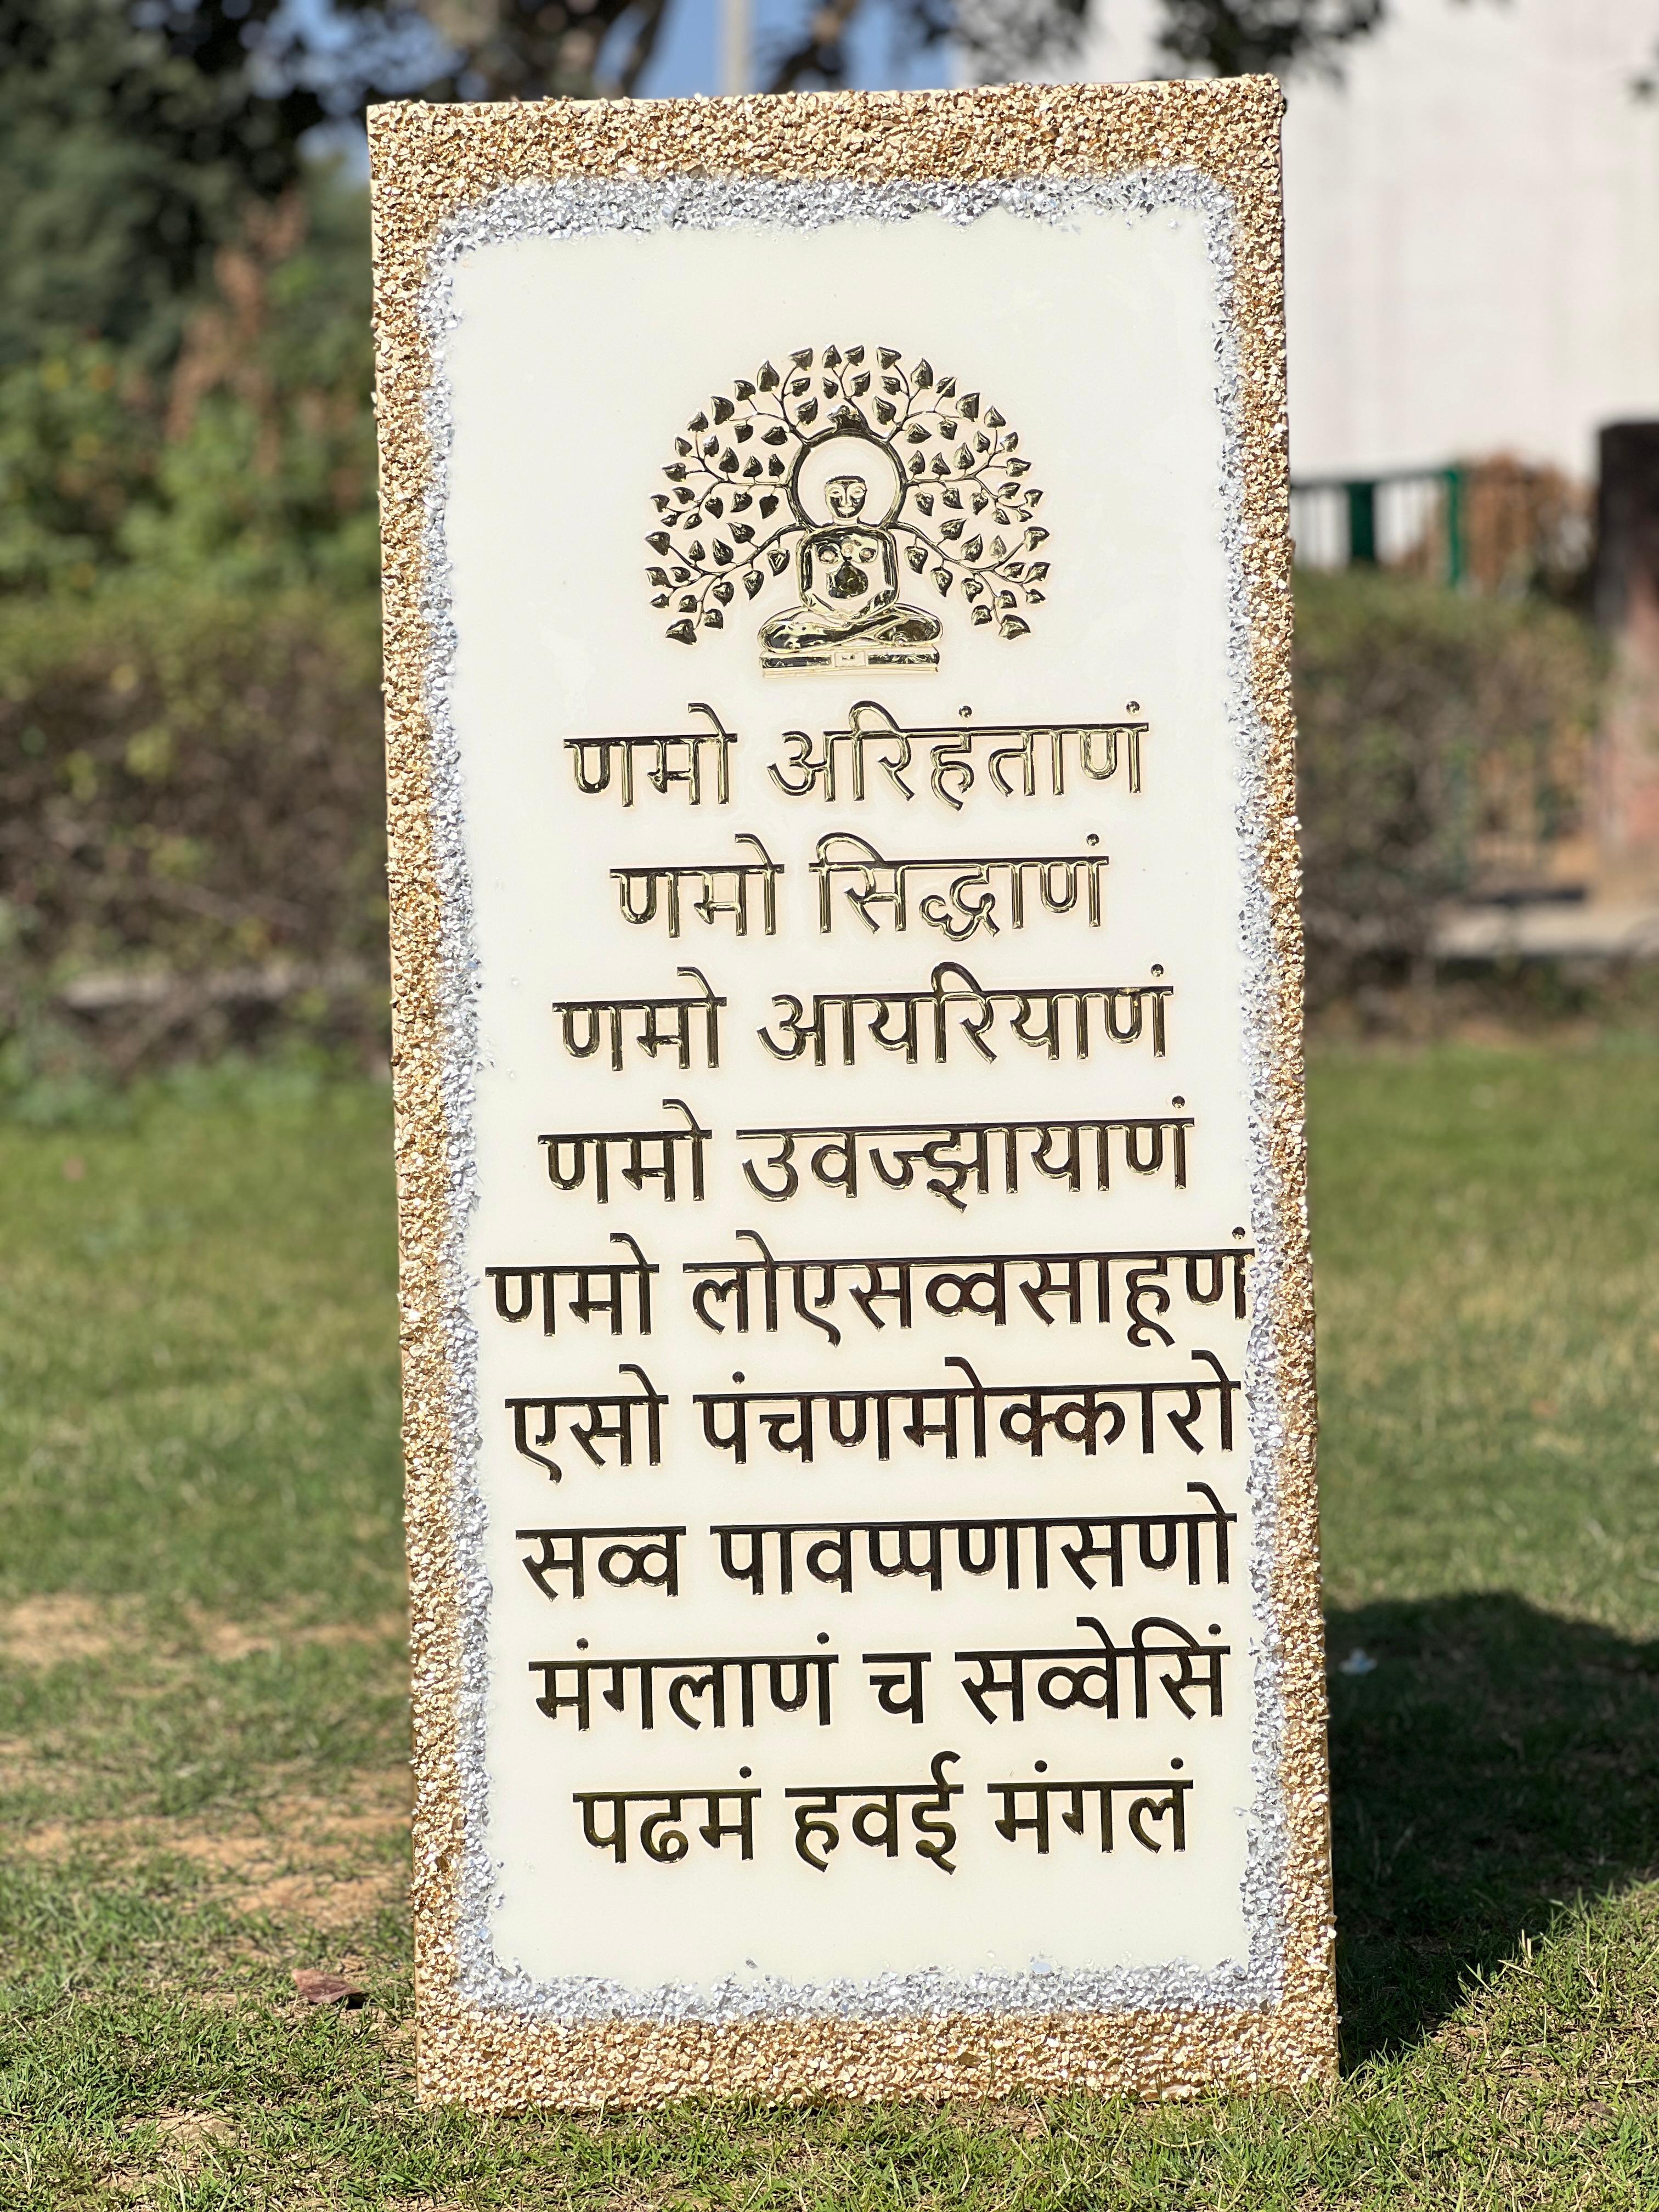 णमो अरिहंताणं
णमो सिद्धाणं
णमो आयरियाणं
णमो उवज्झायाणं
णमो लोएसव्वसाहूणं
एसो पंचणमोक्कारो
सव्व पावप्पणासणो
मंगलाणं च सव्वेसिं
पढमं हवई मंगलं